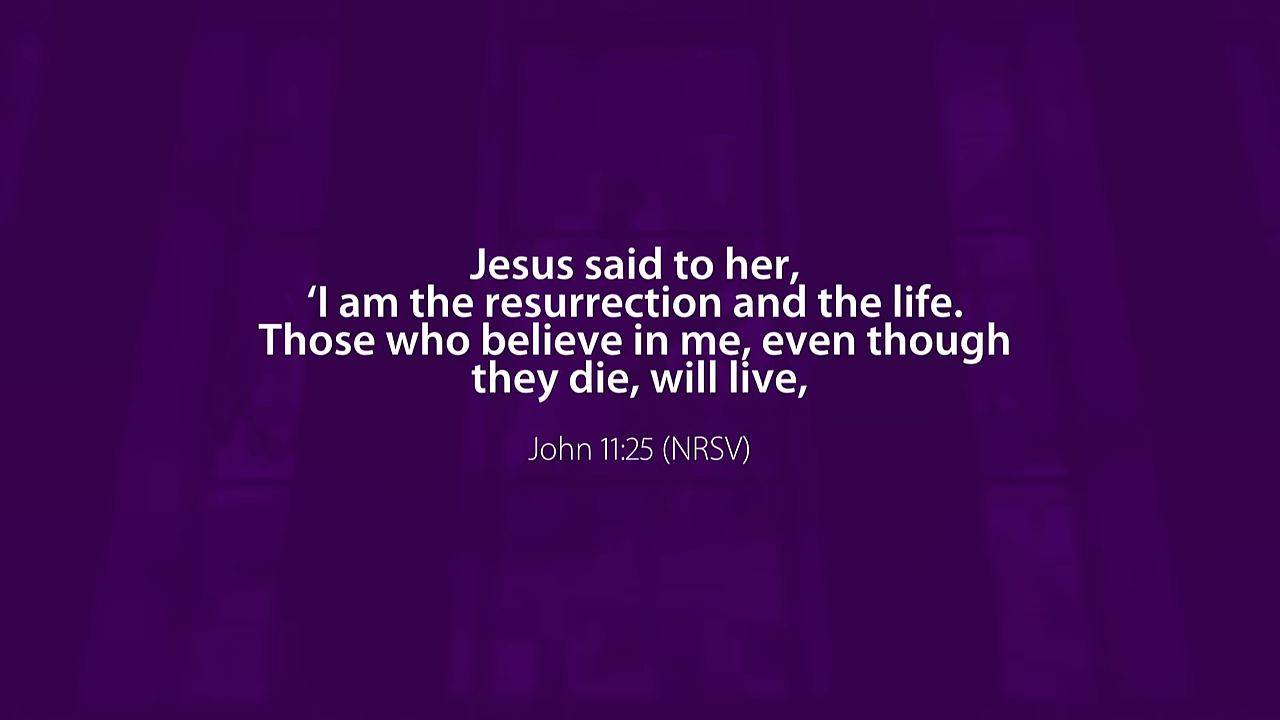 Jesus said to her,
‘I am the resurrection and the life.
Those who believe in me, even though
they die, will live,
John 11:25 (NRSV)